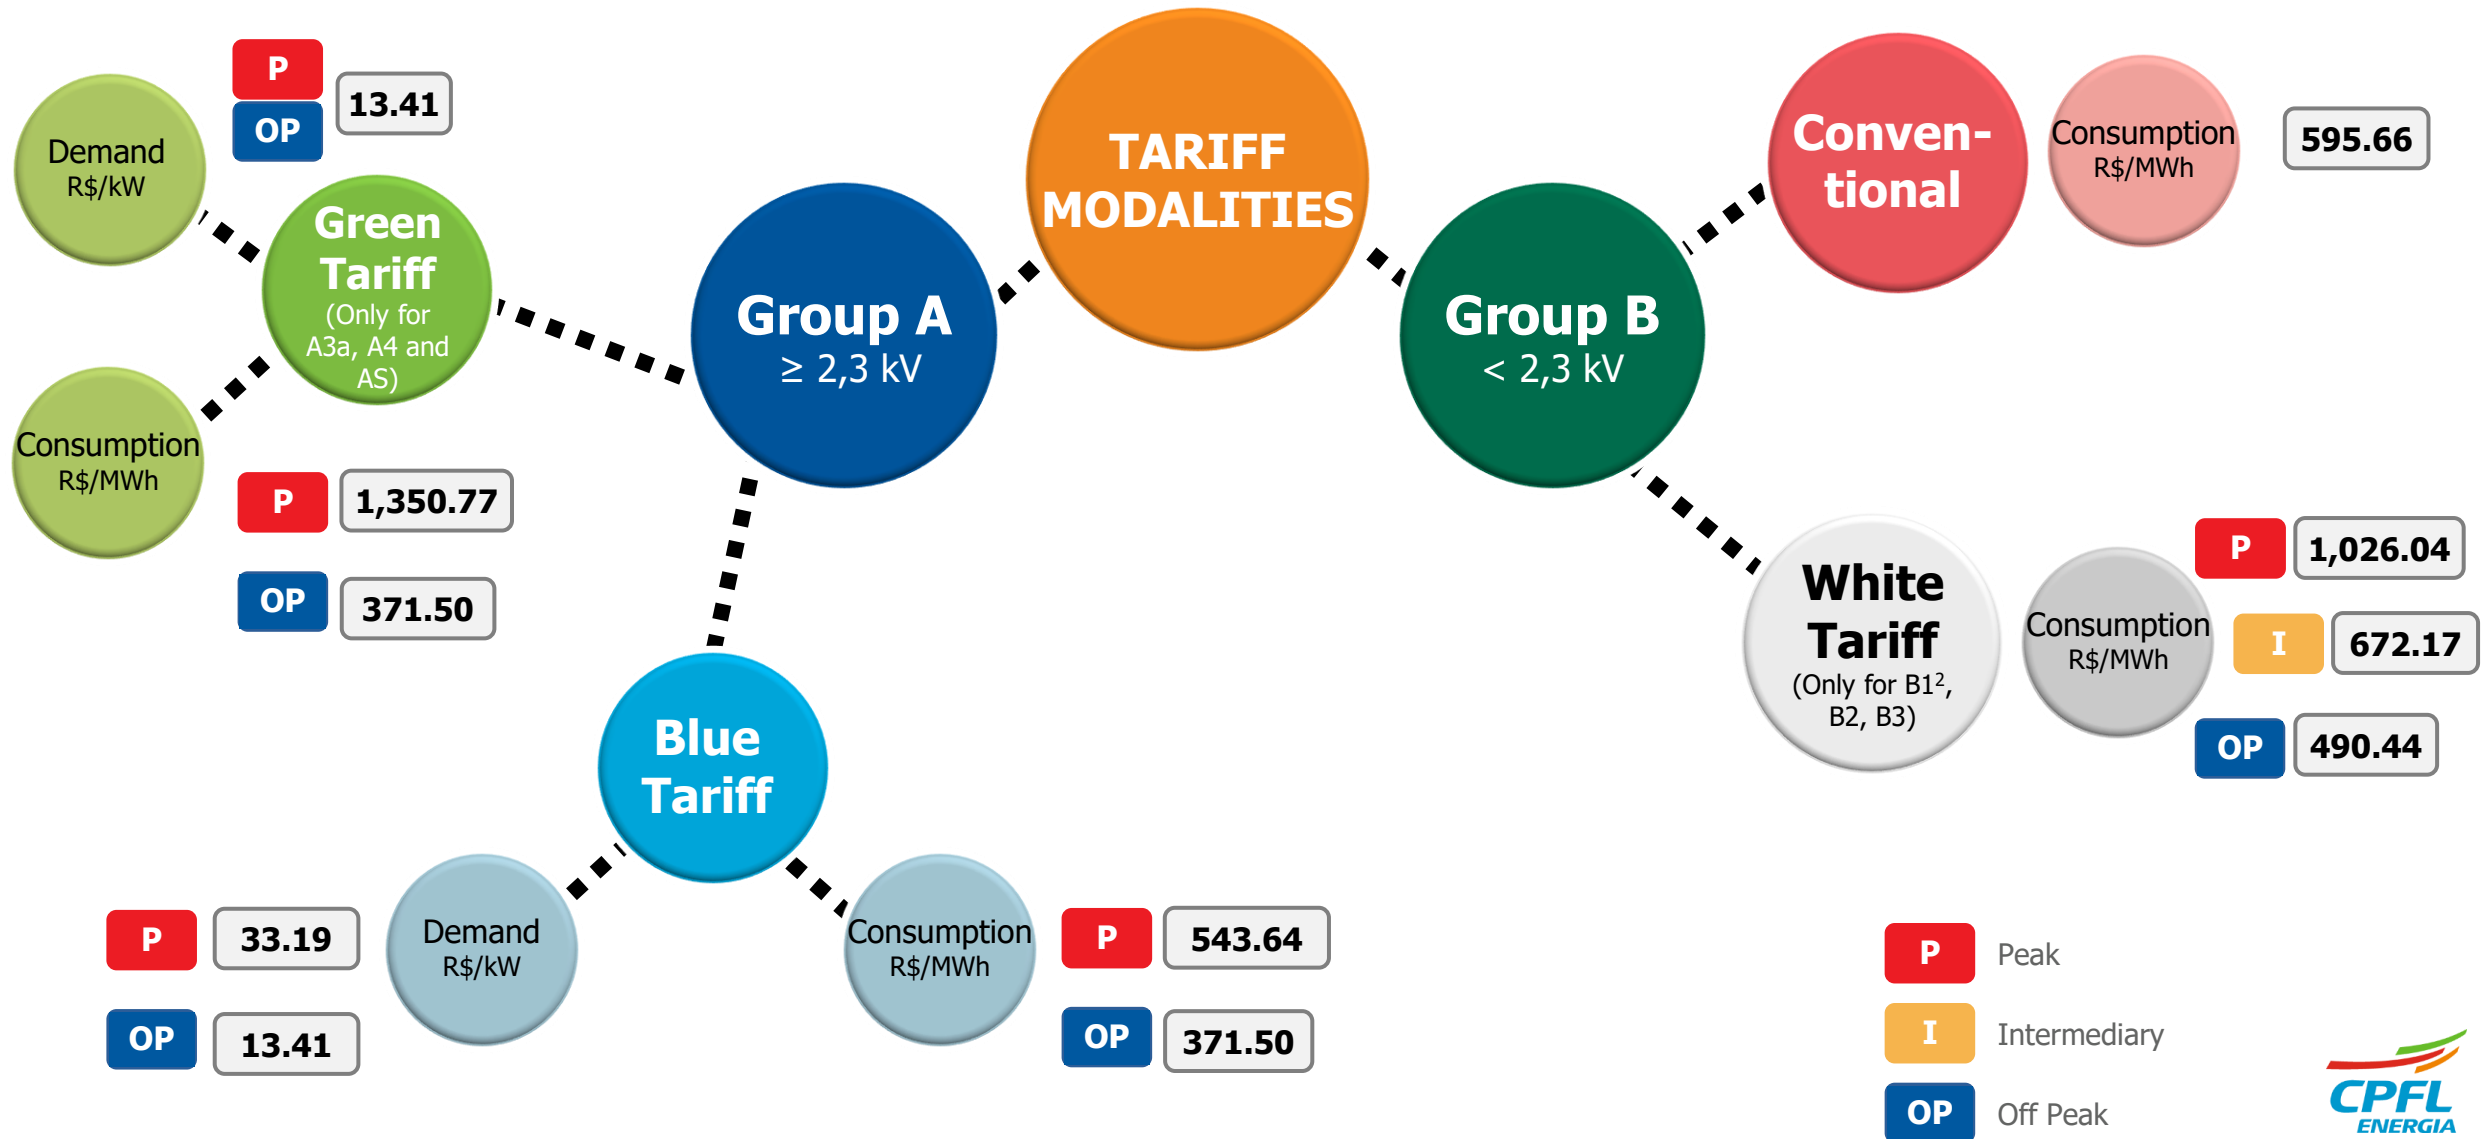 TARIFF
MODALITIES
Group A
≥ 2,3 kV
Green
Tariff
(Only for
A3a, A4 and
AS)
Demand
R$/kW
P
OP
13.41
Consumption
R$/MWh
P
1,350.77
OP
371.50
Blue
Tariff
Demand
R$/kW
P
33.19
OP
13.41
Consumption
R$/MWh
P
543.64
OP
371.50
Group B
< 2,3 kV
Conven-
tional
Consumption
R$/MWh
595.66
White
Tariff
(Only for B1²,
B2, B3)
Consumption
R$/MWh
P
1,026.04
I
672.17
OP
490.44
P Peak
I Intermediary
OP Off Peak
CPFL
ENERGIA